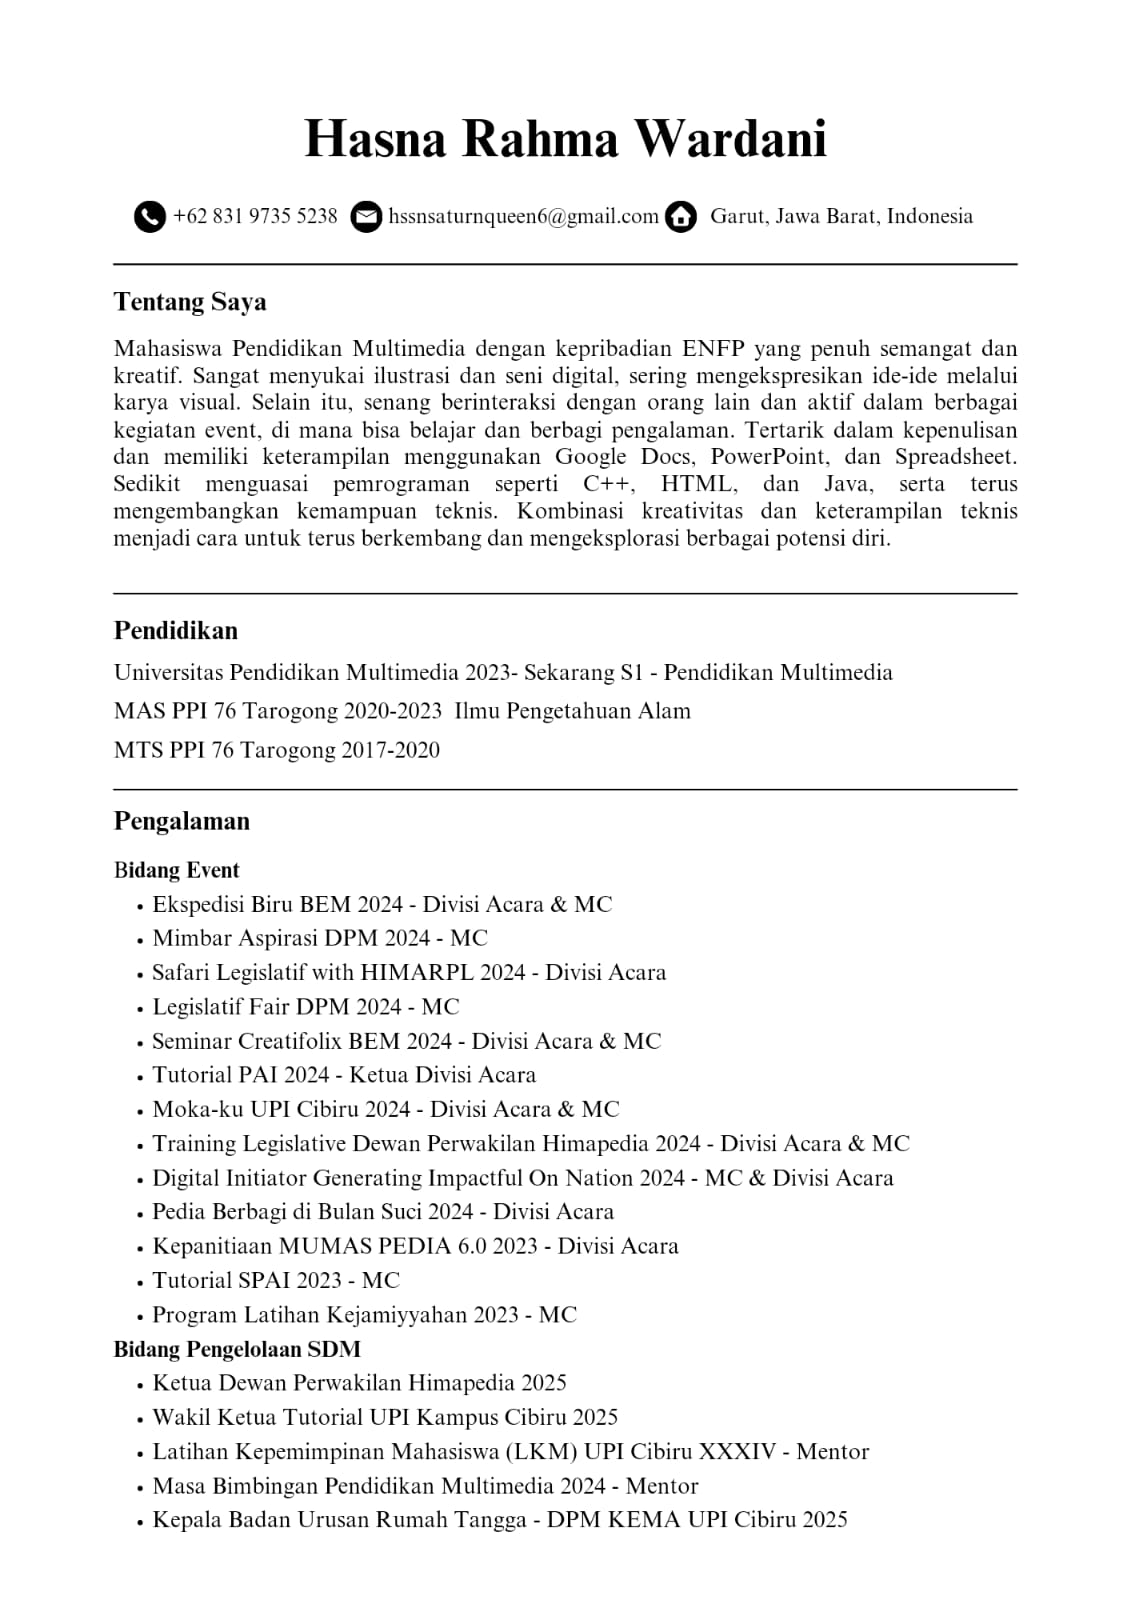 Hasna Rahma Wardani
+62 831 9735 5238 hssnsaturnqueen6@gmail.com Garut, Jawa Barat, Indonesia
Tentang Saya
Mahasiswa Pendidikan Multimedia dengan kepribadian ENFP yang penuh semangat dan
kreatif. Sangat menyukai ilustrasi dan seni digital, sering mengekspresikan ide-ide melalui
karya visual. Selain itu, senang berinteraksi dengan orang lain dan aktif dalam berbagai
kegiatan event, di mana bisa belajar dan berbagi pengalaman. Tertarik dalam kepenulisan
dan memiliki keterampilan menggunakan Google Docs, PowerPoint, dan Spreadsheet.
Sedikit menguasai pemrograman seperti C++, HTML, dan Java, serta terus
mengembangkan kemampuan teknis. Kombinasi kreativitas dan keterampilan teknis
menjadi cara untuk terus berkembang dan mengeksplorasi berbagai potensi diri.
Pendidikan
Universitas Pendidikan Multimedia 2023- Sekarang S1 - Pendidikan Multimedia
MAS PPI 76 Tarogong 2020-2023 Ilmu Pengetahuan Alam
MTS PPI 76 Tarogong 2017-2020
Pengalaman
Bidang Event
• Ekspedisi Biru BEM 2024 - Divisi Acara & MC
• Mimbar Aspirasi DPM 2024 - MC
• Safari Legislatif with HIMARPL 2024 - Divisi Acara
• Legislatif Fair DPM 2024 - MC
• Seminar Creatifolix BEM 2024 - Divisi Acara & MC
• Tutorial PAI 2024 - Ketua Divisi Acara
• Moka-ku UPI Cibiru 2024 - Divisi Acara & MC
• Training Legislative Dewan Perwakilan Himapedia 2024 - Divisi Acara & MC
• Digital Initiator Generating Impactful On Nation 2024 - MC & Divisi Acara
• Pedia Berbagi di Bulan Suci 2024 - Divisi Acara
• Kepanitiaan MUMAS PEDIA 6.0 2023 - Divisi Acara
• Tutorial SPAI 2023 - MC
• Program Latihan Kejamiyyahan 2023 - MC
Bidang Pengelolaan SDM
• Ketua Dewan Perwakilan Himapedia 2025
• Wakil Ketua Tutorial UPI Kampus Cibiru 2025
• Latihan Kepemimpinan Mahasiswa (LKM) UPI Cibiru XXXIV - Mentor
• Masa Bimbingan Pendidikan Multimedia 2024 - Mentor
• Kepala Badan Urusan Rumah Tangga - DPM KEMA UPI Cibiru 2025